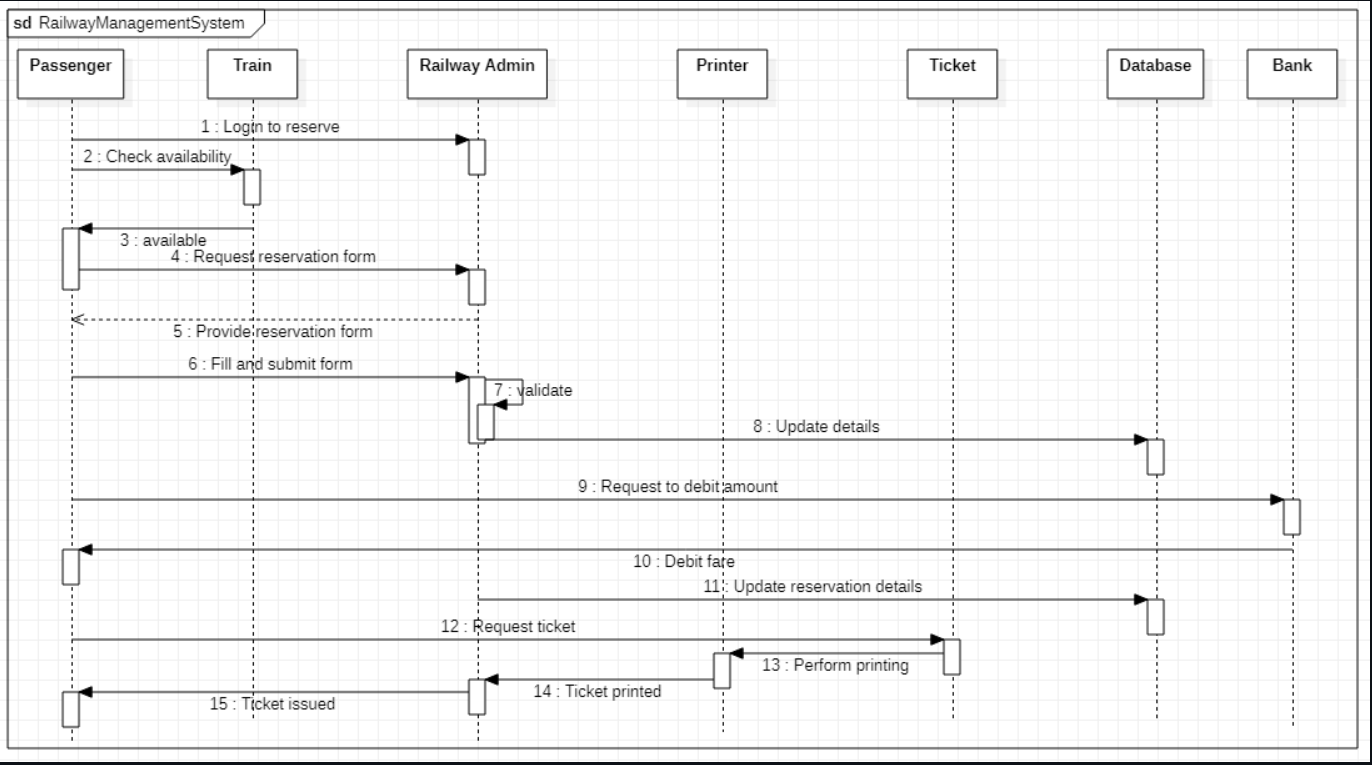 sd RailwayManagementSystem
Passenger Train Railway Admin Printer Ticket Database Bank
1 : Login to reserve
2 : Check availability
3 : available
4 : Request reservation form
5 : Provide reservation form
6 : Fill and submit form
7 : validate
8 : Update details
9 : Request to debit amount
10 : Debit fare
11 : Update reservation details
12 : Request ticket
13 : Perform printing
14 : Ticket printed
15 : Ticket issued